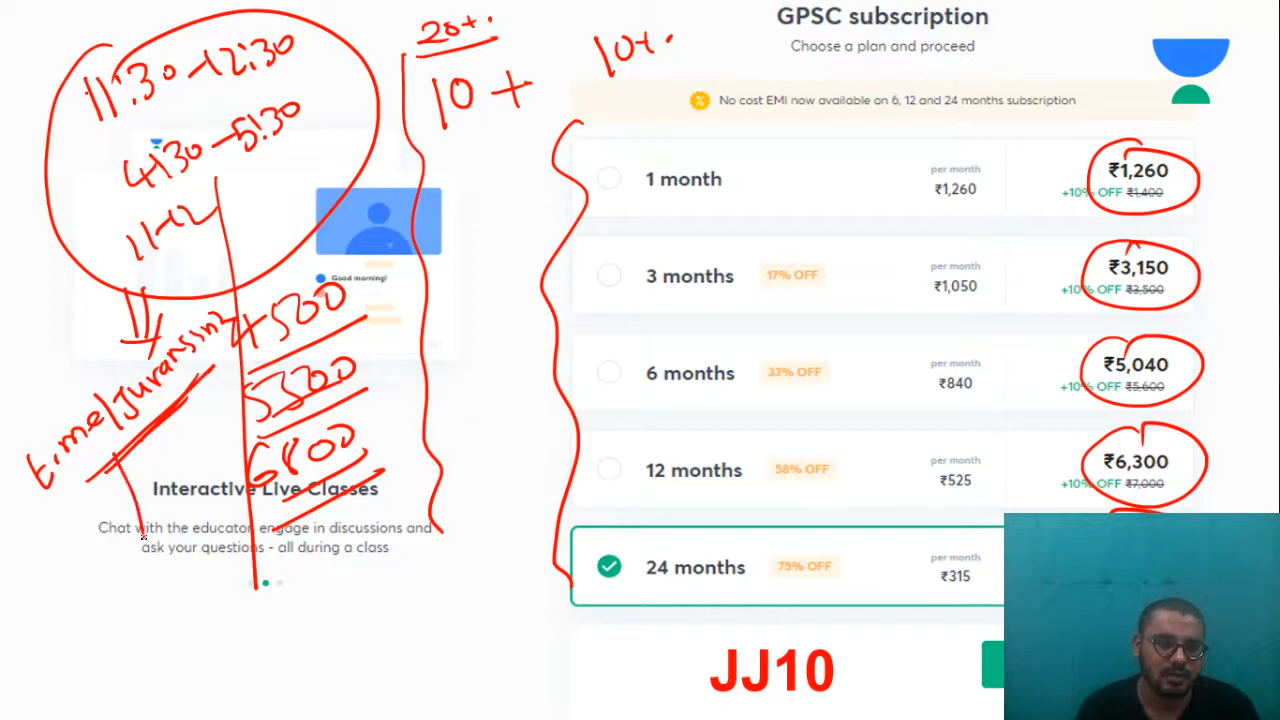 11:30-12:30
4:30-5:30
11-12
4500
5300
6800
20+.
10+
10+.
Good morning!
Interactive Live Classes
Chat with the educator, engage in discussions and
ask your questions - all during a class
GPSC subscription
Choose a plan and proceed
No cost EMI now available on 6, 12 and 24 months subscription
1 month
per month
₹1,260
₹1,260
+10% OFF ₹1,400
3 months 17% OFF
per month
₹1,050
₹3,150
+10% OFF ₹3,500
6 months 33% OFF
₹840
₹5,040
+10% OFF ₹5,600
12 months 58% OFF
per month
₹525
₹6,300
+10% OFF ₹7,000
24 months 75% OFF
per month
₹315
JJ10